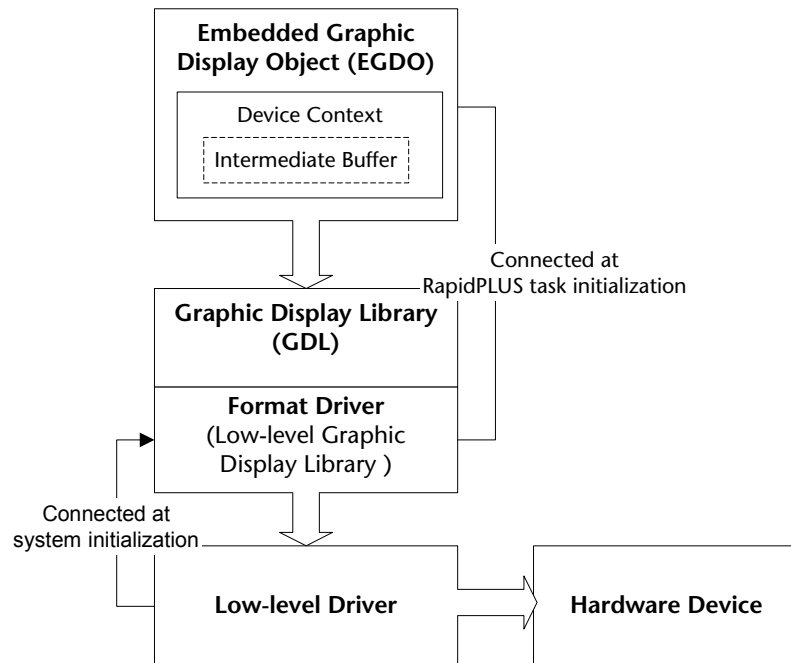 Embedded Graphic
Display Object (EGDO)
Device Context
Intermediate Buffer
Connected at
RapidPLUS task initialization
Graphic Display Library
(GDL)
Format Driver
(Low-level Graphic
Display Library )
Connected at
system initialization
Low-level Driver
Hardware Device